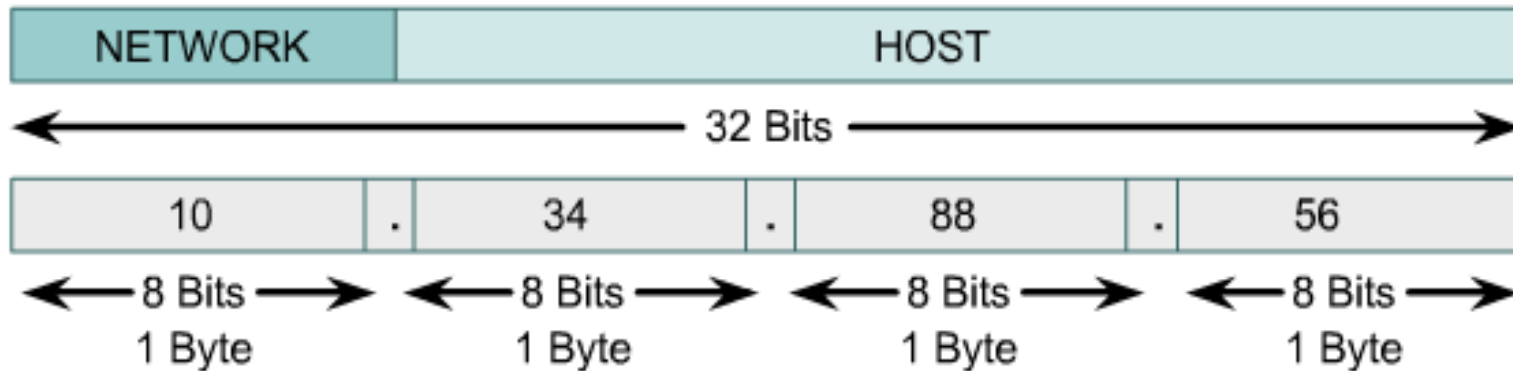 NETWORK HOST
32 Bits
10 . 34 . 88 . 56
8 Bits 8 Bits 8 Bits 8 Bits
1 Byte 1 Byte 1 Byte 1 Byte